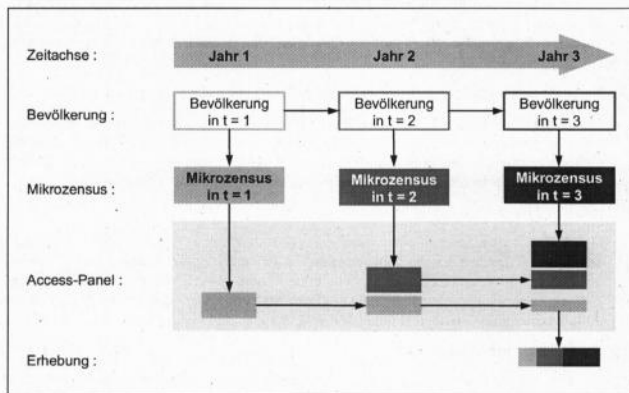 Zeitachse :
Jahr 1
Jahr 2
Jahr 3
Bevölkerung :
Bevölkerung
in t = 1
Bevölkerung
in t = 2
Bevölkerung
in t = 3
Mikrozensus :
Mikrozensus
in t = 1
Mikrozensus
in t = 2
Mikrozensus
in t = 3
Access-Panel :
Erhebung :